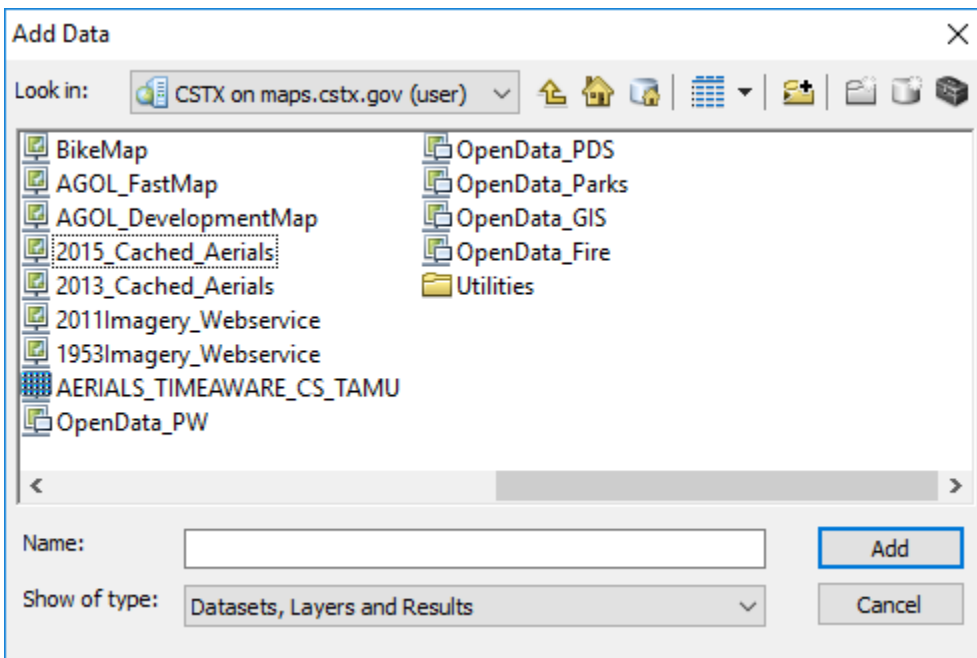 Add Data
Look in: CSTX on maps.cstx.gov (user)
BikeMap
AGOL_FastMap
AGOL_DevelopmentMap
2015_Cached_Aerials
2013_Cached_Aerials
2011Imagery_Webservice
1953Imagery_Webservice
AERIALS_TIMEAWARE_CS_TAMU
OpenData_PW
OpenData_PDS
OpenData_Parks
OpenData_GIS
OpenData_Fire
Utilities
Name:
Add
Show of type: Datasets, Layers and Results
Cancel